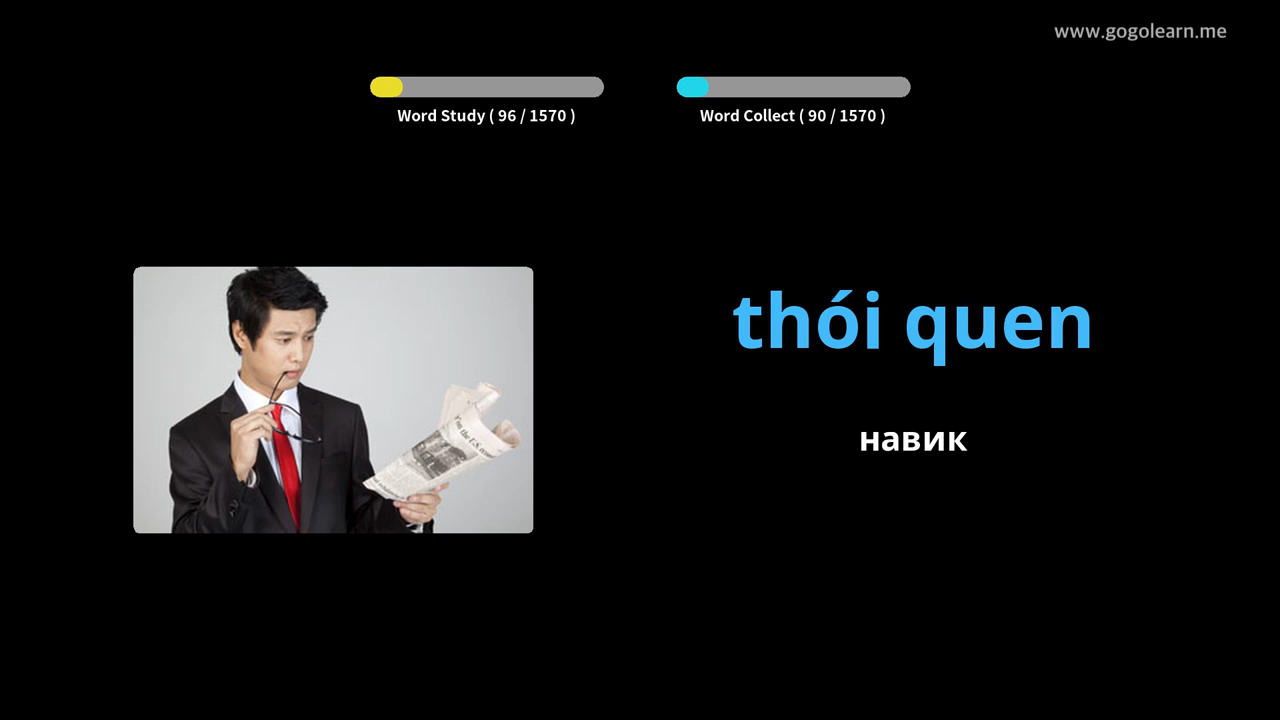 www.gogolearn.me
Word Study ( 96 / 1570 )
Word Collect ( 90 / 1570 )
thói quen
навик